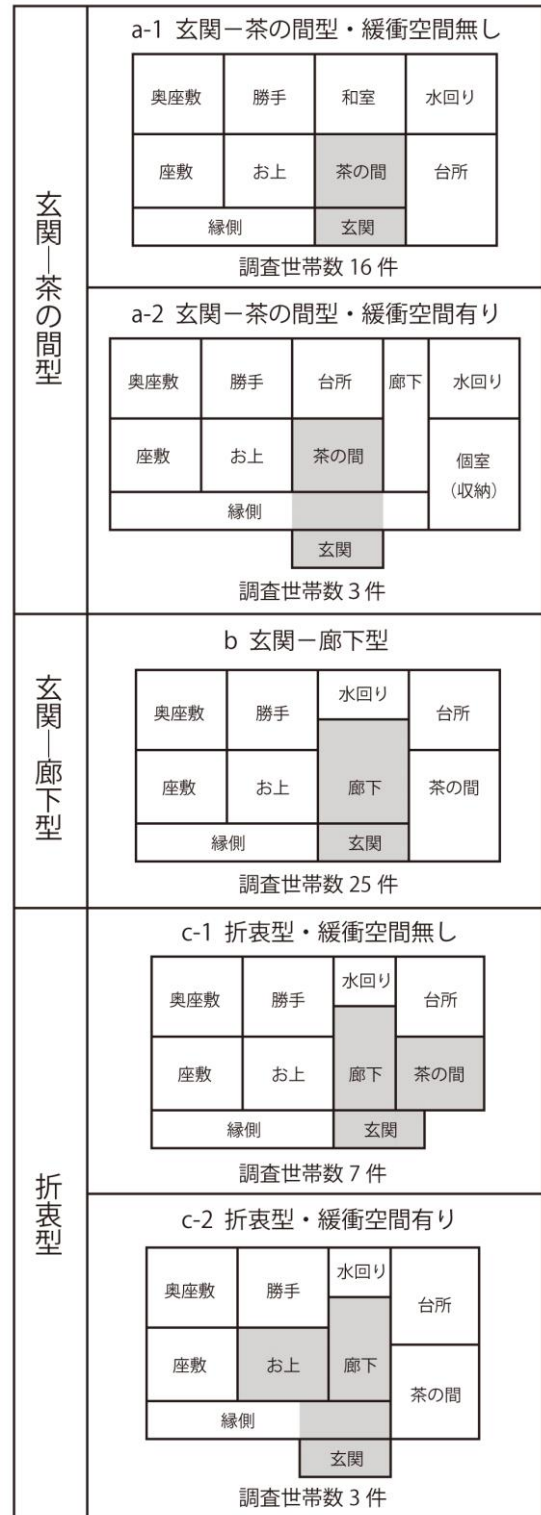 玄関―茶の間型
a-1 玄関−茶の間型・緩衝空間無し
奥座敷 勝手 和室 水回り
座敷 お上 茶の間 台所
縁側 玄関
調査世帯数 16 件
a-2 玄関−茶の間型・緩衝空間有り
奥座敷 勝手 台所 廊下 水回り
座敷 お上 茶の間 個室
(収納)
縁側
玄関
調査世帯数 3 件
玄関―廊下型
b 玄関−廊下型
水回り
奥座敷 勝手 台所
座敷 お上 廊下 茶の間
縁側 玄関
調査世帯数 25 件
折衷型
c-1 折衷型・緩衝空間無し
水回り
奥座敷 勝手 台所
座敷 お上 廊下 茶の間
縁側 玄関
調査世帯数 7 件
c-2 折衷型・緩衝空間有り
水回り
奥座敷 勝手 台所
座敷 お上 廊下
茶の間
縁側
玄関
調査世帯数 3 件